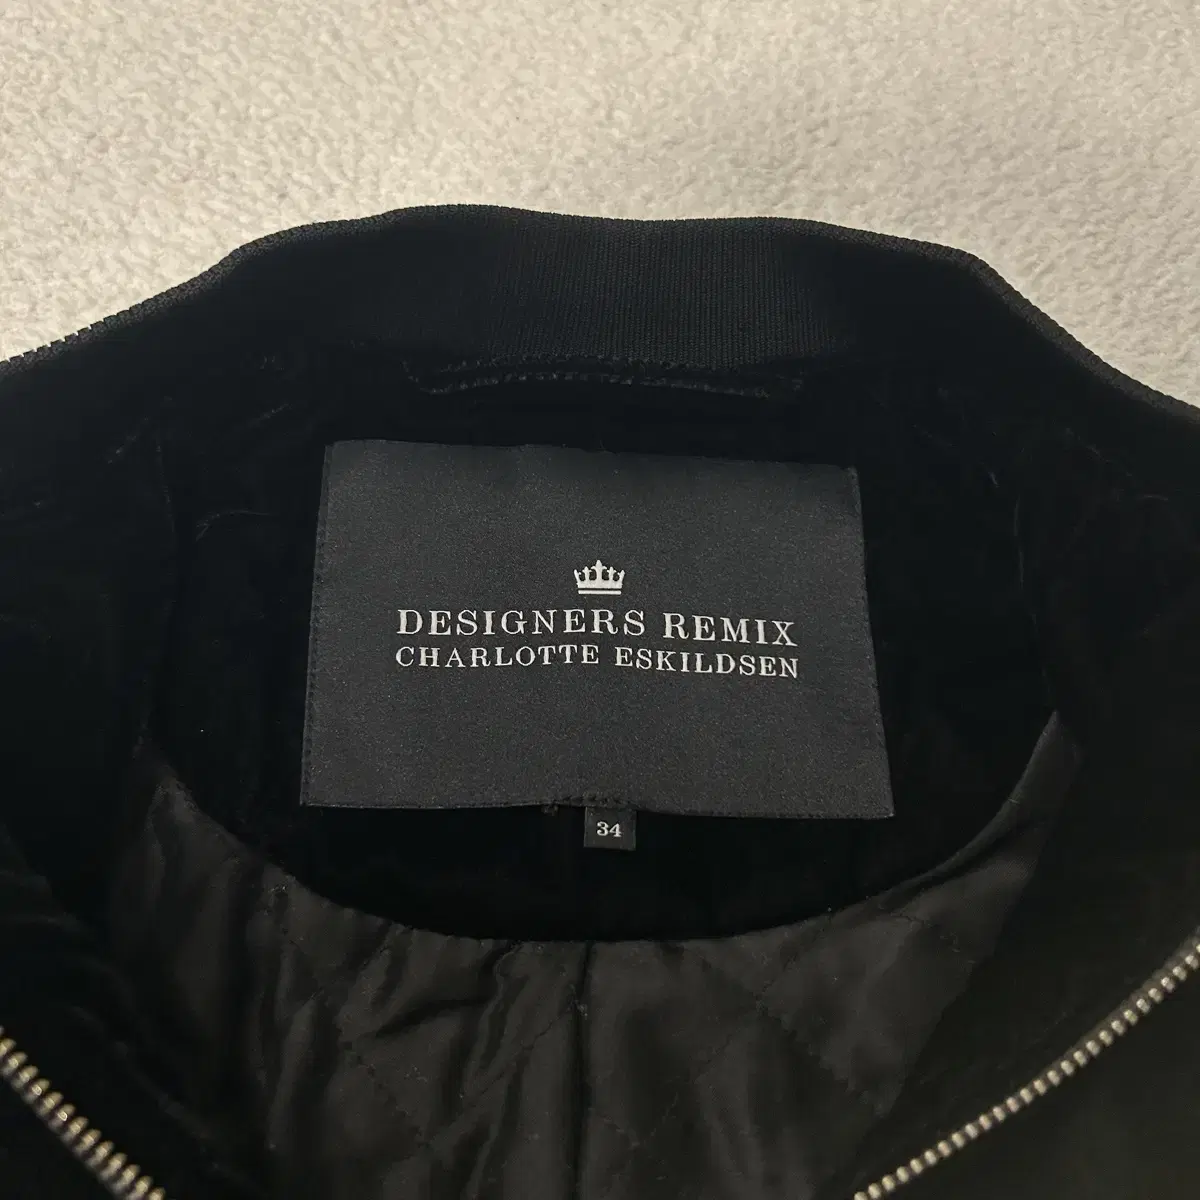 DESIGNERS REMIX
CHARLOTTE ESKILDSEN
34